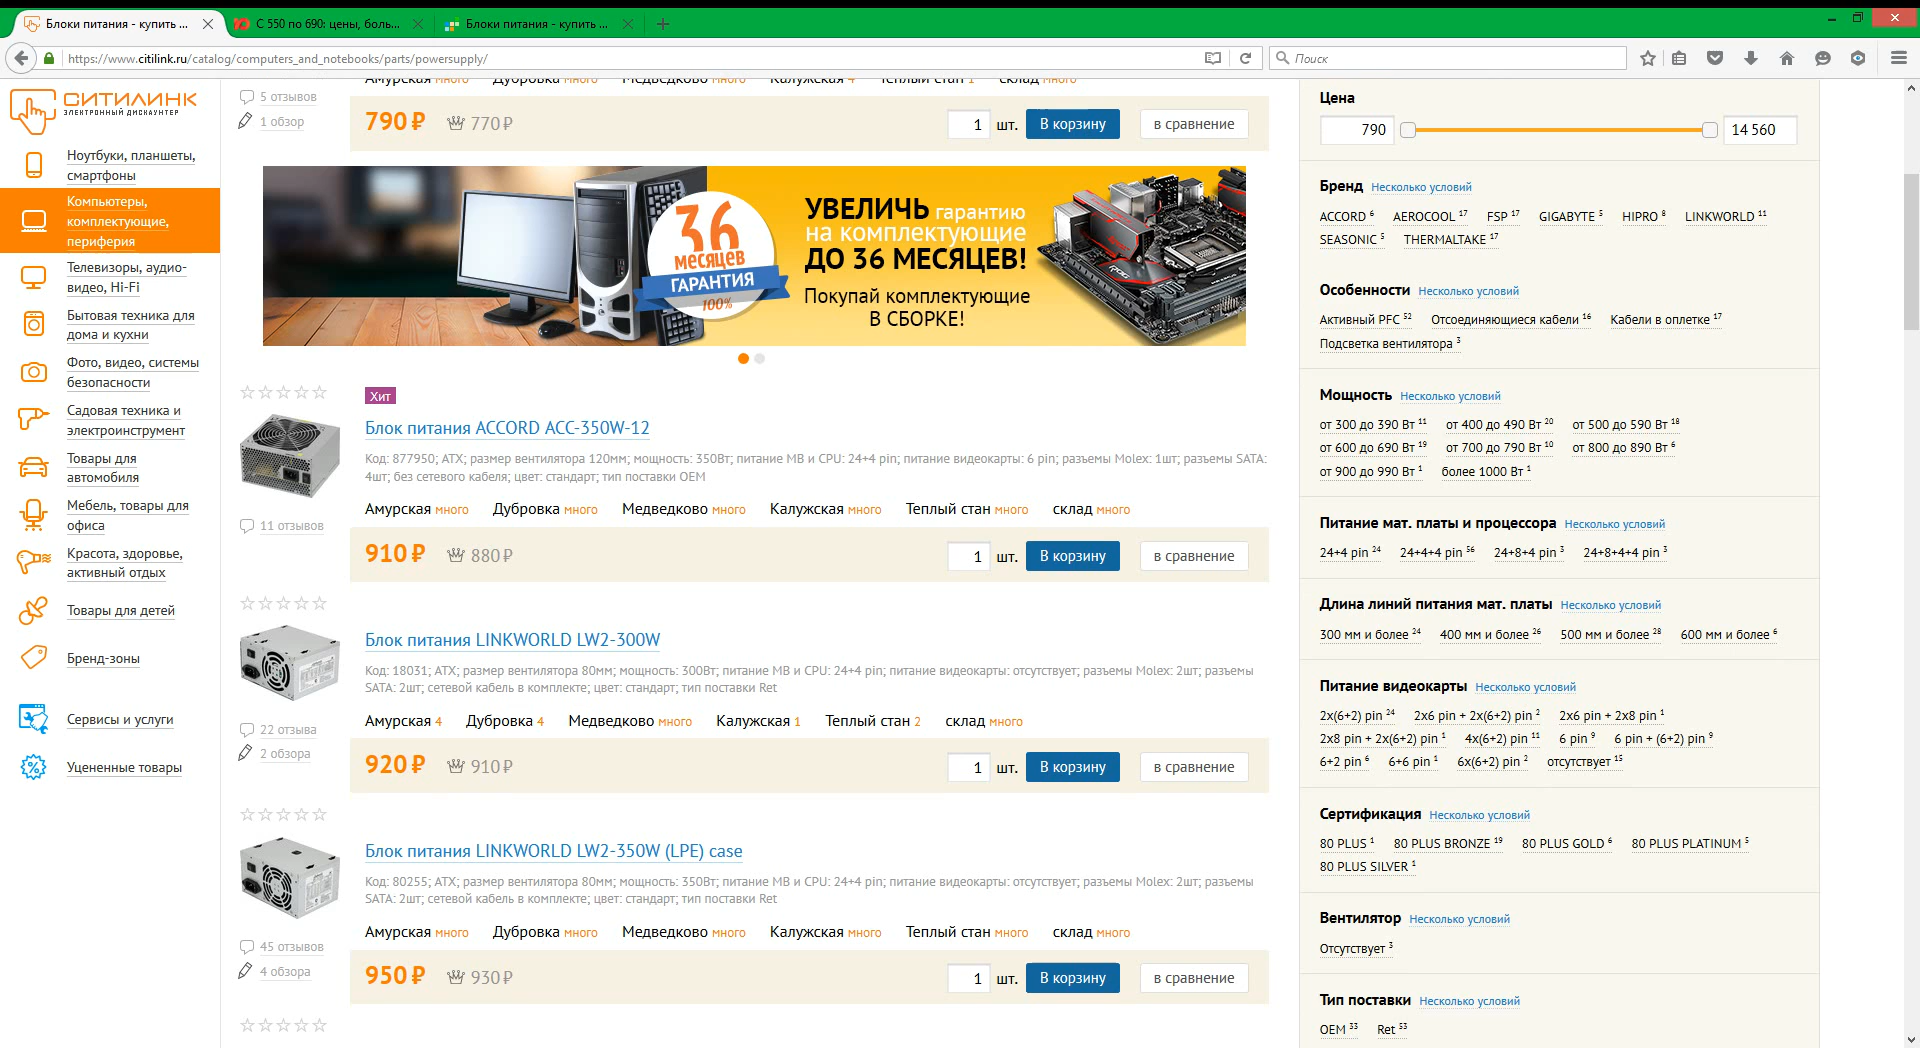 Блоки питания - купить ...
С 550 по 690: цены, боль...
Блоки питания - купить ...
https://www.citilink.ru/catalog/computers_and_notebooks/parts/powersupply/
Поиск
СИТИЛИНК
ЭЛЕКТРОННЫЙ ДИСКАУНТЕР
Ноутбуки, планшеты,
смартфоны
Компьютеры,
комплектующие,
периферия
Телевизоры, аудио-
видео, Hi-Fi
Бытовая техника для
дома и кухни
Фото, видео, системы
безопасности
Садовая техника и
электроинструмент
Товары для
автомобиля
Мебель, товары для
офиса
Красота, здоровье,
активный отдых
Товары для детей
Бренд-зоны
Сервисы и услуги
Уцененные товары
Амурская много Дубровка много Медведково много Калужская 4 Теплый стан 1 склад много
5 отзывов
1 обзор
790 ₽ 770 ₽ 1 шт. В корзину в сравнение
36
месяцев
ГАРАНТИЯ
100%
УВЕЛИЧЬ гарантию
на комплектующие
ДО 36 МЕСЯЦЕВ!
Покупай комплектующие
В СБОРКЕ!
Хит
Блок питания ACCORD ACC-350W-12
Код: 877950; ATX; размер вентилятора 120мм; мощность: 350Вт; питание MB и CPU: 24+4 pin; питание видеокарты: 6 pin; разъемы Molex: 1шт; разъемы SATA:
4шт; без сетевого кабеля; цвет: стандарт; тип поставки OEM
Амурская много Дубровка много Медведково много Калужская много Теплый стан много склад много
11 отзывов
910 ₽ 880 ₽ 1 шт. В корзину в сравнение
Блок питания LINKWORLD LW2-300W
Код: 18031; ATX; размер вентилятора 80мм; мощность: 300Вт; питание MB и CPU: 24+4 pin; питание видеокарты: отсутствует; разъемы Molex: 2шт; разъемы
SATA: 2шт; сетевой кабель в комплекте; цвет: стандарт; тип поставки Ret
Амурская 4 Дубровка 4 Медведково много Калужская 1 Теплый стан 2 склад много
22 отзыва
2 обзора
920 ₽ 910 ₽ 1 шт. В корзину в сравнение
Блок питания LINKWORLD LW2-350W (LPE) case
Код: 80255; ATX; размер вентилятора 80мм; мощность: 350Вт; питание MB и CPU: 24+4 pin; питание видеокарты: отсутствует; разъемы Molex: 2шт; разъемы
SATA: 2шт; сетевой кабель в комплекте; цвет: стандарт; тип поставки Ret
Амурская много Дубровка много Медведково много Калужская много Теплый стан много склад много
45 отзывов
4 обзора
950 ₽ 930 ₽ 1 шт. В корзину в сравнение
Цена
790 14 560
Бренд Несколько условий
ACCORD 6 AEROCOOL 17 FSP 17 GIGABYTE 5 HIPRO 8 LINKWORLD 11
SEASONIC 5 THERMALTAKE 17
Особенности Несколько условий
Активный PFC 52 Отсоединяющиеся кабели 16 Кабели в оплетке 17
Подсветка вентилятора 3
Мощность Несколько условий
от 300 до 390 Вт 11 от 400 до 490 Вт 20 от 500 до 590 Вт 18
от 600 до 690 Вт 19 от 700 до 790 Вт 10 от 800 до 890 Вт 6
от 900 до 990 Вт 1 более 1000 Вт 1
Питание мат. платы и процессора Несколько условий
24+4 pin 24 24+4+4 pin 56 24+8+4 pin 3 24+8+4+4 pin 3
Длина линий питания мат. платы Несколько условий
300 мм и более 24 400 мм и более 26 500 мм и более 28 600 мм и более 6
Питание видеокарты Несколько условий
2x(6+2) pin 24 2x6 pin + 2x(6+2) pin 2 2x6 pin + 2x8 pin 1
2x8 pin + 2x(6+2) pin 1 4x(6+2) pin 11 6 pin 9 6 pin + (6+2) pin 9
6+2 pin 6 6+6 pin 1 6x(6+2) pin 2 отсутствует 15
Сертификация Несколько условий
80 PLUS 1 80 PLUS BRONZE 19 80 PLUS GOLD 6 80 PLUS PLATINUM 5
80 PLUS SILVER 1
Вентилятор Несколько условий
Отсутствует 3
Тип поставки Несколько условий
OEM 33 Ret 53